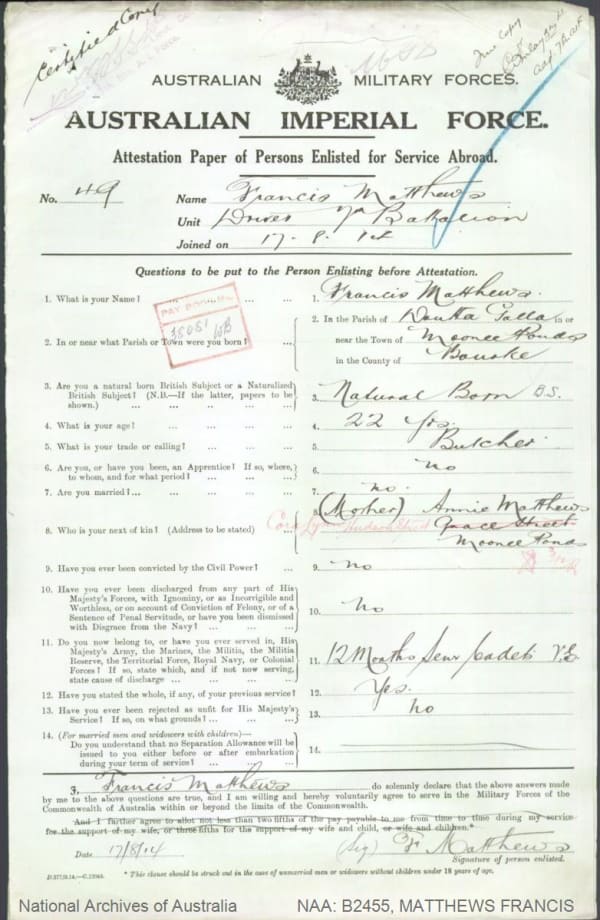 Certified Copy
True Copy
AUSTRALIAN MILITARY FORCES.
AUSTRALIAN IMPERIAL FORCE.
Attestation Paper of Persons Enlisted for Service Abroad.
No. 49 Name Francis Matthews
Unit Driver 7th Battalion
Joined on 17.8.14
Questions to be put to the Person Enlisting before Attestation.
1. What is your Name? ... ... ... 1. Francis Matthews.
PAY BOOK No.
2. In or near what Parish or Town were you born? ... 2. In the Parish of Doutta Galla in or
near the Town of Moonee Ponds
in the County of Bourke
3. Are you a natural born British Subject or a Naturalized
British Subject? (N.B.—If the latter, papers to be
shown.) ... 3. Natural Born B.S.
4. What is your age? ... 4. 22 yrs.
5. What is your trade or calling? ... 5. Butcher
6. Are you, or have you been, an Apprentice? If so, where,
to whom, and for what period? ... 6. no
7. Are you married? ... 7. no.
8. Who is your next of kin? (Address to be stated) ... 8. (Mother) Annie Matthews
Hudson Street Grace Street
Moonee Ponds
9. Have you ever been convicted by the Civil Power? ... 9. no
10. Have you ever been discharged from any part of His
Majesty's Forces, with Ignominy, or as Incorrigible and
Worthless, or on account of Conviction of Felony, or of a
Sentence of Penal Servitude, or have you been dismissed
with Disgrace from the Navy? ... 10. No
11. Do you now belong to, or have you ever served in, His
Majesty's Army, the Marines, the Militia, the Militia
Reserve, the Territorial Force, Royal Navy, or Colonial
Forces? If so, state which, and if not now serving,
state cause of discharge ... 11. 12 Months Senr Cadets V.E
12. Have you stated the whole, if any, of your previous service? 12. Yes.
13. Have you ever been rejected as unfit for His Majesty's
Service? If so, on what grounds? ... 13. No
14. (For married men and widowers with children)—
Do you understand that no Separation Allowance will be
issued to you either before or after embarkation
during your term of service? ... 14.
I, Francis Matthews do solemnly declare that the above answers made
by me to the above questions are true, and I am willing and hereby voluntarily agree to serve in the Military Forces of the
Commonwealth of Australia within or beyond the limits of the Commonwealth.
And I further agree to allot not less than two-fifths of the pay payable to me from time to time during my service
for the support of my wife, or three-fifths for the support of my wife and child, or wife and children.*
Date 17/8/14 (Sig) F Matthews
Signature of person enlisted.
* This clause should be struck out in the case of unmarried men or widowers without children under 18 years of age.
National Archives of Australia NAA: B2455, MATTHEWS FRANCIS